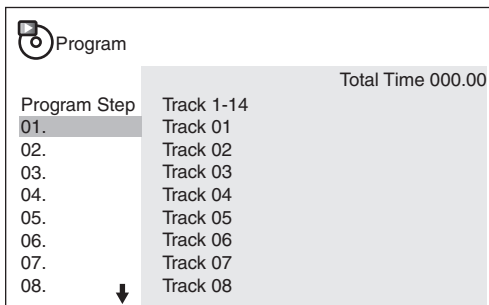 Program
Total Time 000.00
Program Step Track 1-14
01. Track 01
02. Track 02
03. Track 03
04. Track 04
05. Track 05
06. Track 06
07. Track 07
08. Track 08